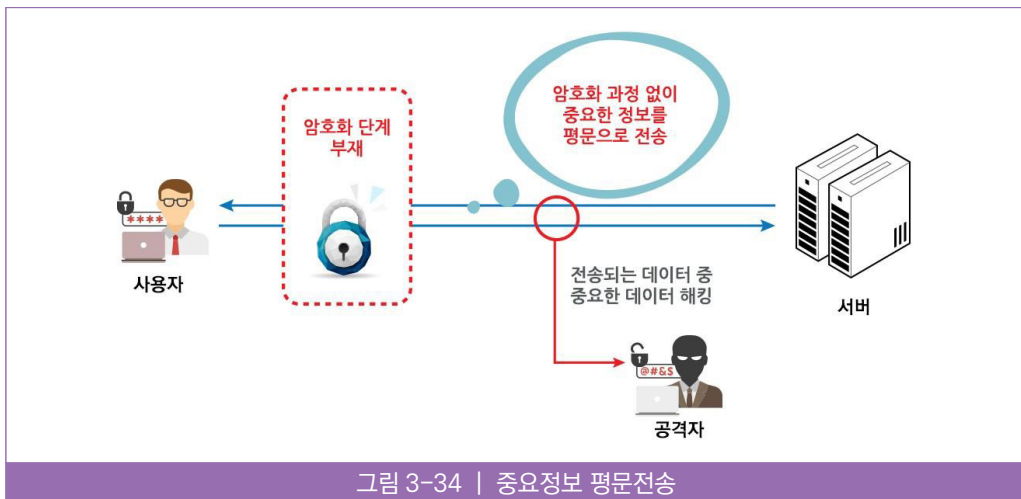 암호화 단계
부재
암호화 과정 없이
중요한 정보를
평문으로 전송
****
사용자
전송되는 데이터 중
중요한 데이터 해킹
서버
@#&$
공격자
그림 3-34 | 중요정보 평문전송